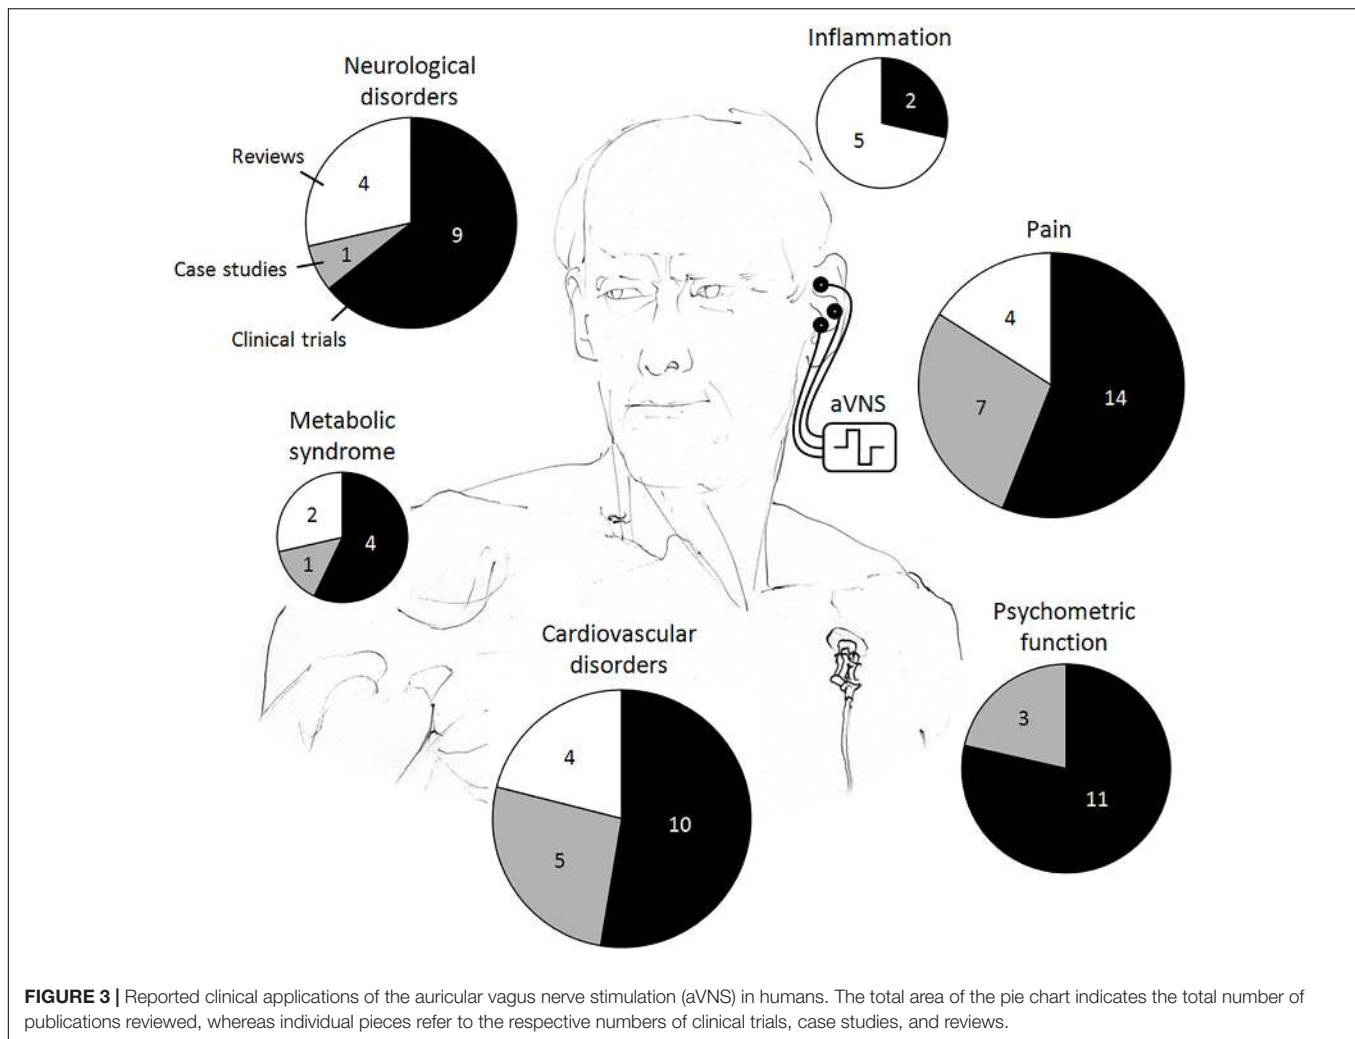 Inflammation
2
5
Neurological
disorders
Reviews
4
9
1
Case studies
Clinical trials
Pain
4
7
14
aVNS
Metabolic
syndrome
2
4
1
Cardiovascular
disorders
4
10
5
Psychometric
function
3
11
FIGURE 3 | Reported clinical applications of the auricular vagus nerve stimulation (aVNS) in humans. The total area of the pie chart indicates the total number of
publications reviewed, whereas individual pieces refer to the respective numbers of clinical trials, case studies, and reviews.